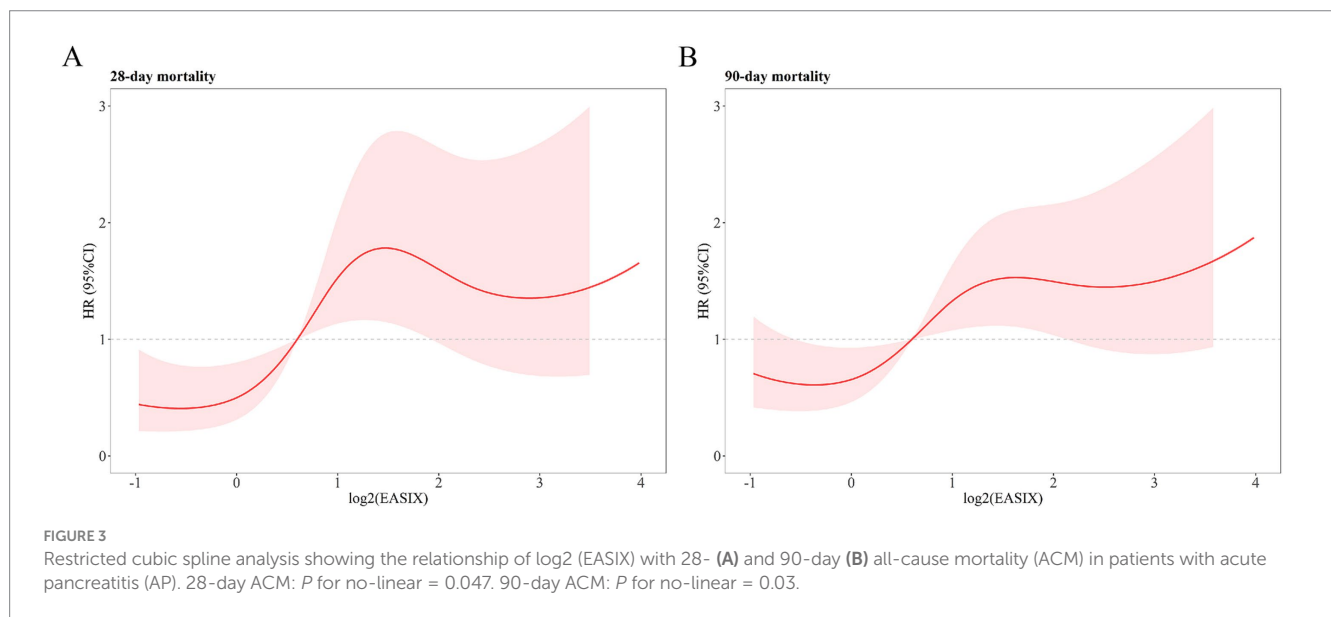 A
28-day mortality
3
2
1
0
HR (95%CI)
-1
0
1
2
3
4
log2(EASIX)
B
90-day mortality
3
2
1
0
HR (95%CI)
-1
0
1
2
3
4
log2(EASIX)
FIGURE 3
Restricted cubic spline analysis showing the relationship of log2 (EASIX) with 28- (A) and 90-day (B) all-cause mortality (ACM) in patients with acute
pancreatitis (AP). 28-day ACM: P for no-linear = 0.047. 90-day ACM: P for no-linear = 0.03.